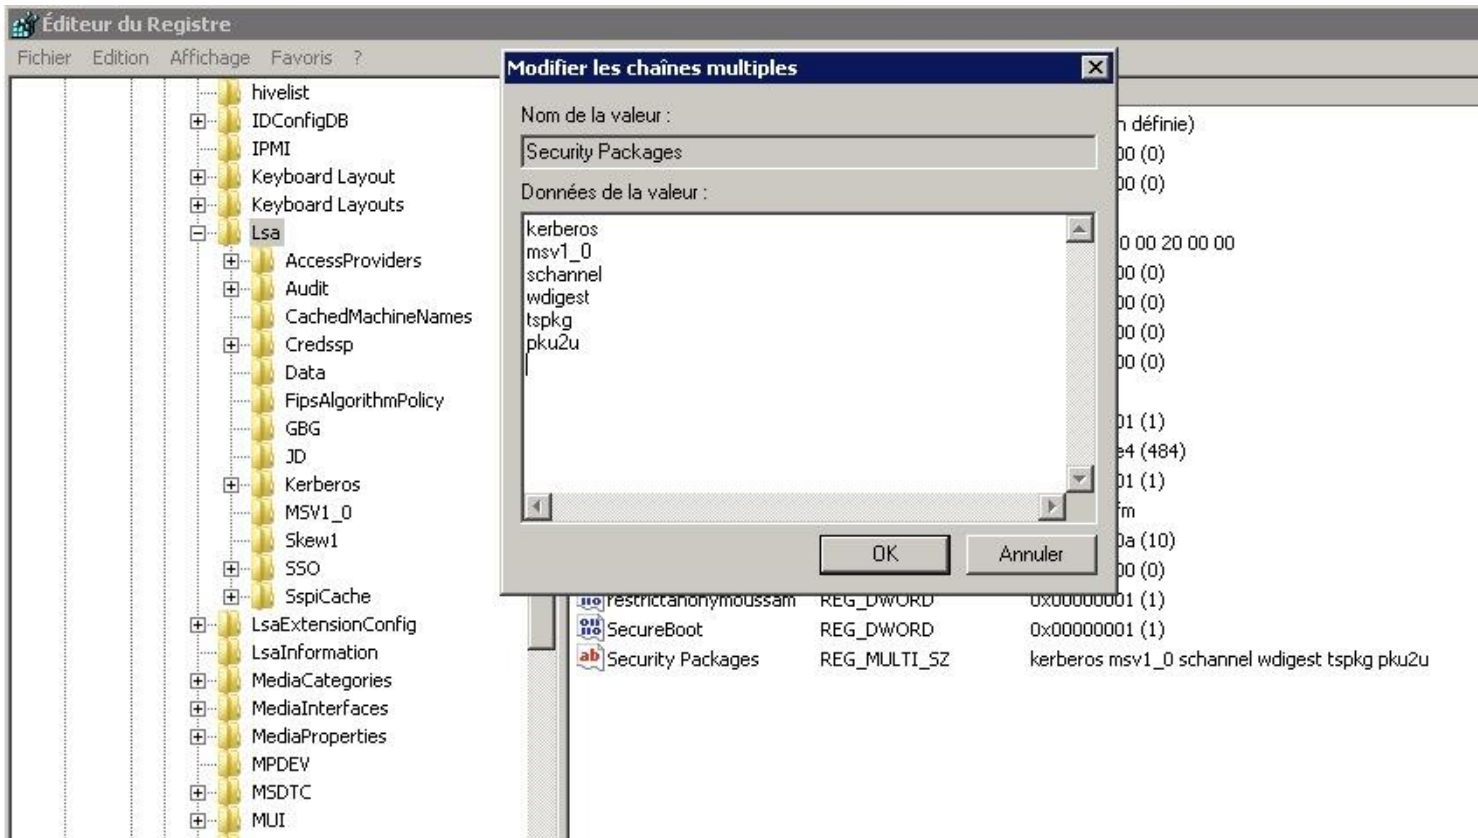 Éditeur du Registre
Fichier Edition Affichage Favoris ?
hivelist
IDConfigDB
IPMI
Keyboard Layout
Keyboard Layouts
Lsa
AccessProviders
Audit
CachedMachineNames
Credssp
Data
FipsAlgorithmPolicy
GBG
JD
Kerberos
MSV1_0
Skew1
SSO
SspiCache
LsaExtensionConfig
LsaInformation
MediaCategories
MediaInterfaces
MediaProperties
MPDEV
MSDTC
MUI
Modifier les chaînes multiples
Nom de la valeur :
Security Packages
Données de la valeur :
kerberos
msv1_0
schannel
wdigest
tspkg
pku2u
OK Annuler
définie)
00 (0)
00 (0)
0 00 20 00 00
00 (0)
00 (0)
00 (0)
00 (0)
01 (1)
e4 (484)
01 (1)
0a (10)
00 (0)
restrictanonymoussam REG_DWORD 0x00000001 (1)
SecureBoot REG_DWORD 0x00000001 (1)
Security Packages REG_MULTI_SZ kerberos msv1_0 schannel wdigest tspkg pku2u